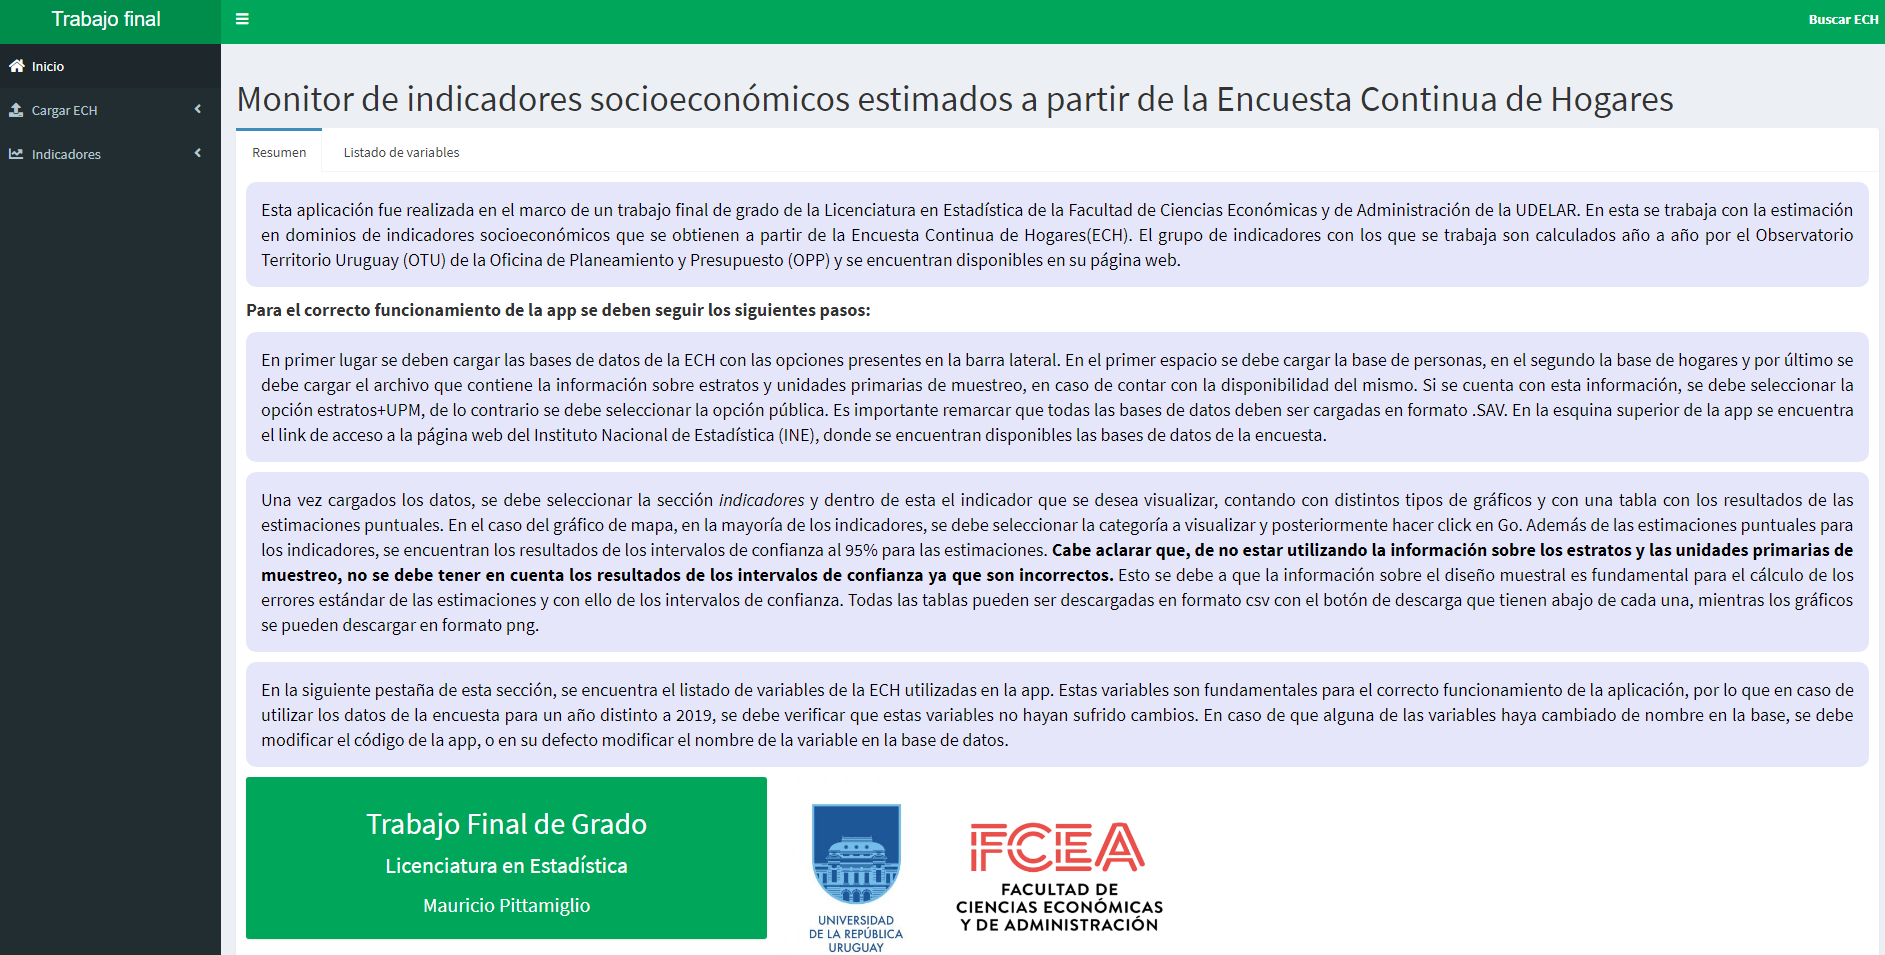 Trabajo final
Buscar ECH
Inicio
Cargar ECH
Indicadores
Monitor de indicadores socioeconómicos estimados a partir de la Encuesta Continua de Hogares
Resumen
Listado de variables
Esta aplicación fue realizada en el marco de un trabajo final de grado de la Licenciatura en Estadística de la Facultad de Ciencias Económicas y de Administración de la UDELAR. En esta se trabaja con la estimación
en dominios de indicadores socioeconómicos que se obtienen a partir de la Encuesta Continua de Hogares(ECH). El grupo de indicadores con los que se trabaja son calculados año a año por el Observatorio
Territorio Uruguay (OTU) de la Oficina de Planeamiento y Presupuesto (OPP) y se encuentran disponibles en su página web.
Para el correcto funcionamiento de la app se deben seguir los siguientes pasos:
En primer lugar se deben cargar las bases de datos de la ECH con las opciones presentes en la barra lateral. En el primer espacio se debe cargar la base de personas, en el segundo la base de hogares y por último se
debe cargar el archivo que contiene la información sobre estratos y unidades primarias de muestreo, en caso de contar con la disponibilidad del mismo. Si se cuenta con esta información, se debe seleccionar la
opción estratos+UPM, de lo contrario se debe seleccionar la opción pública. Es importante remarcar que todas las bases de datos deben ser cargadas en formato .SAV. En la esquina superior de la app se encuentra
el link de acceso a la página web del Instituto Nacional de Estadística (INE), donde se encuentran disponibles las bases de datos de la encuesta.
Una vez cargados los datos, se debe seleccionar la sección indicadores y dentro de esta el indicador que se desea visualizar, contando con distintos tipos de gráficos y con una tabla con los resultados de las
estimaciones puntuales. En el caso del gráfico de mapa, en la mayoría de los indicadores, se debe seleccionar la categoría a visualizar y posteriormente hacer click en Go. Además de las estimaciones puntuales para
los indicadores, se encuentran los resultados de los intervalos de confianza al 95% para las estimaciones. Cabe aclarar que, de no estar utilizando la información sobre los estratos y las unidades primarias de
muestreo, no se debe tener en cuenta los resultados de los intervalos de confianza ya que son incorrectos. Esto se debe a que la información sobre el diseño muestral es fundamental para el cálculo de los
errores estándar de las estimaciones y con ello de los intervalos de confianza. Todas las tablas pueden ser descargadas en formato csv con el botón de descarga que tienen abajo de cada una, mientras los gráficos
se pueden descargar en formato png.
En la siguiente pestaña de esta sección, se encuentra el listado de variables de la ECH utilizadas en la app. Estas variables son fundamentales para el correcto funcionamiento de la aplicación, por lo que en caso de
utilizar los datos de la encuesta para un año distinto a 2019, se debe verificar que estas variables no hayan sufrido cambios. En caso de que alguna de las variables haya cambiado de nombre en la base, se debe
modificar el código de la app, o en su defecto modificar el nombre de la variable en la base de datos.
Trabajo Final de Grado
Licenciatura en Estadística
Mauricio Pittamiglio
UNIVERSIDAD
DE LA REPÚBLICA
URUGUAY
FCEA
FACULTAD DE
CIENCIAS ECONÓMICAS
Y DE ADMINISTRACIÓN